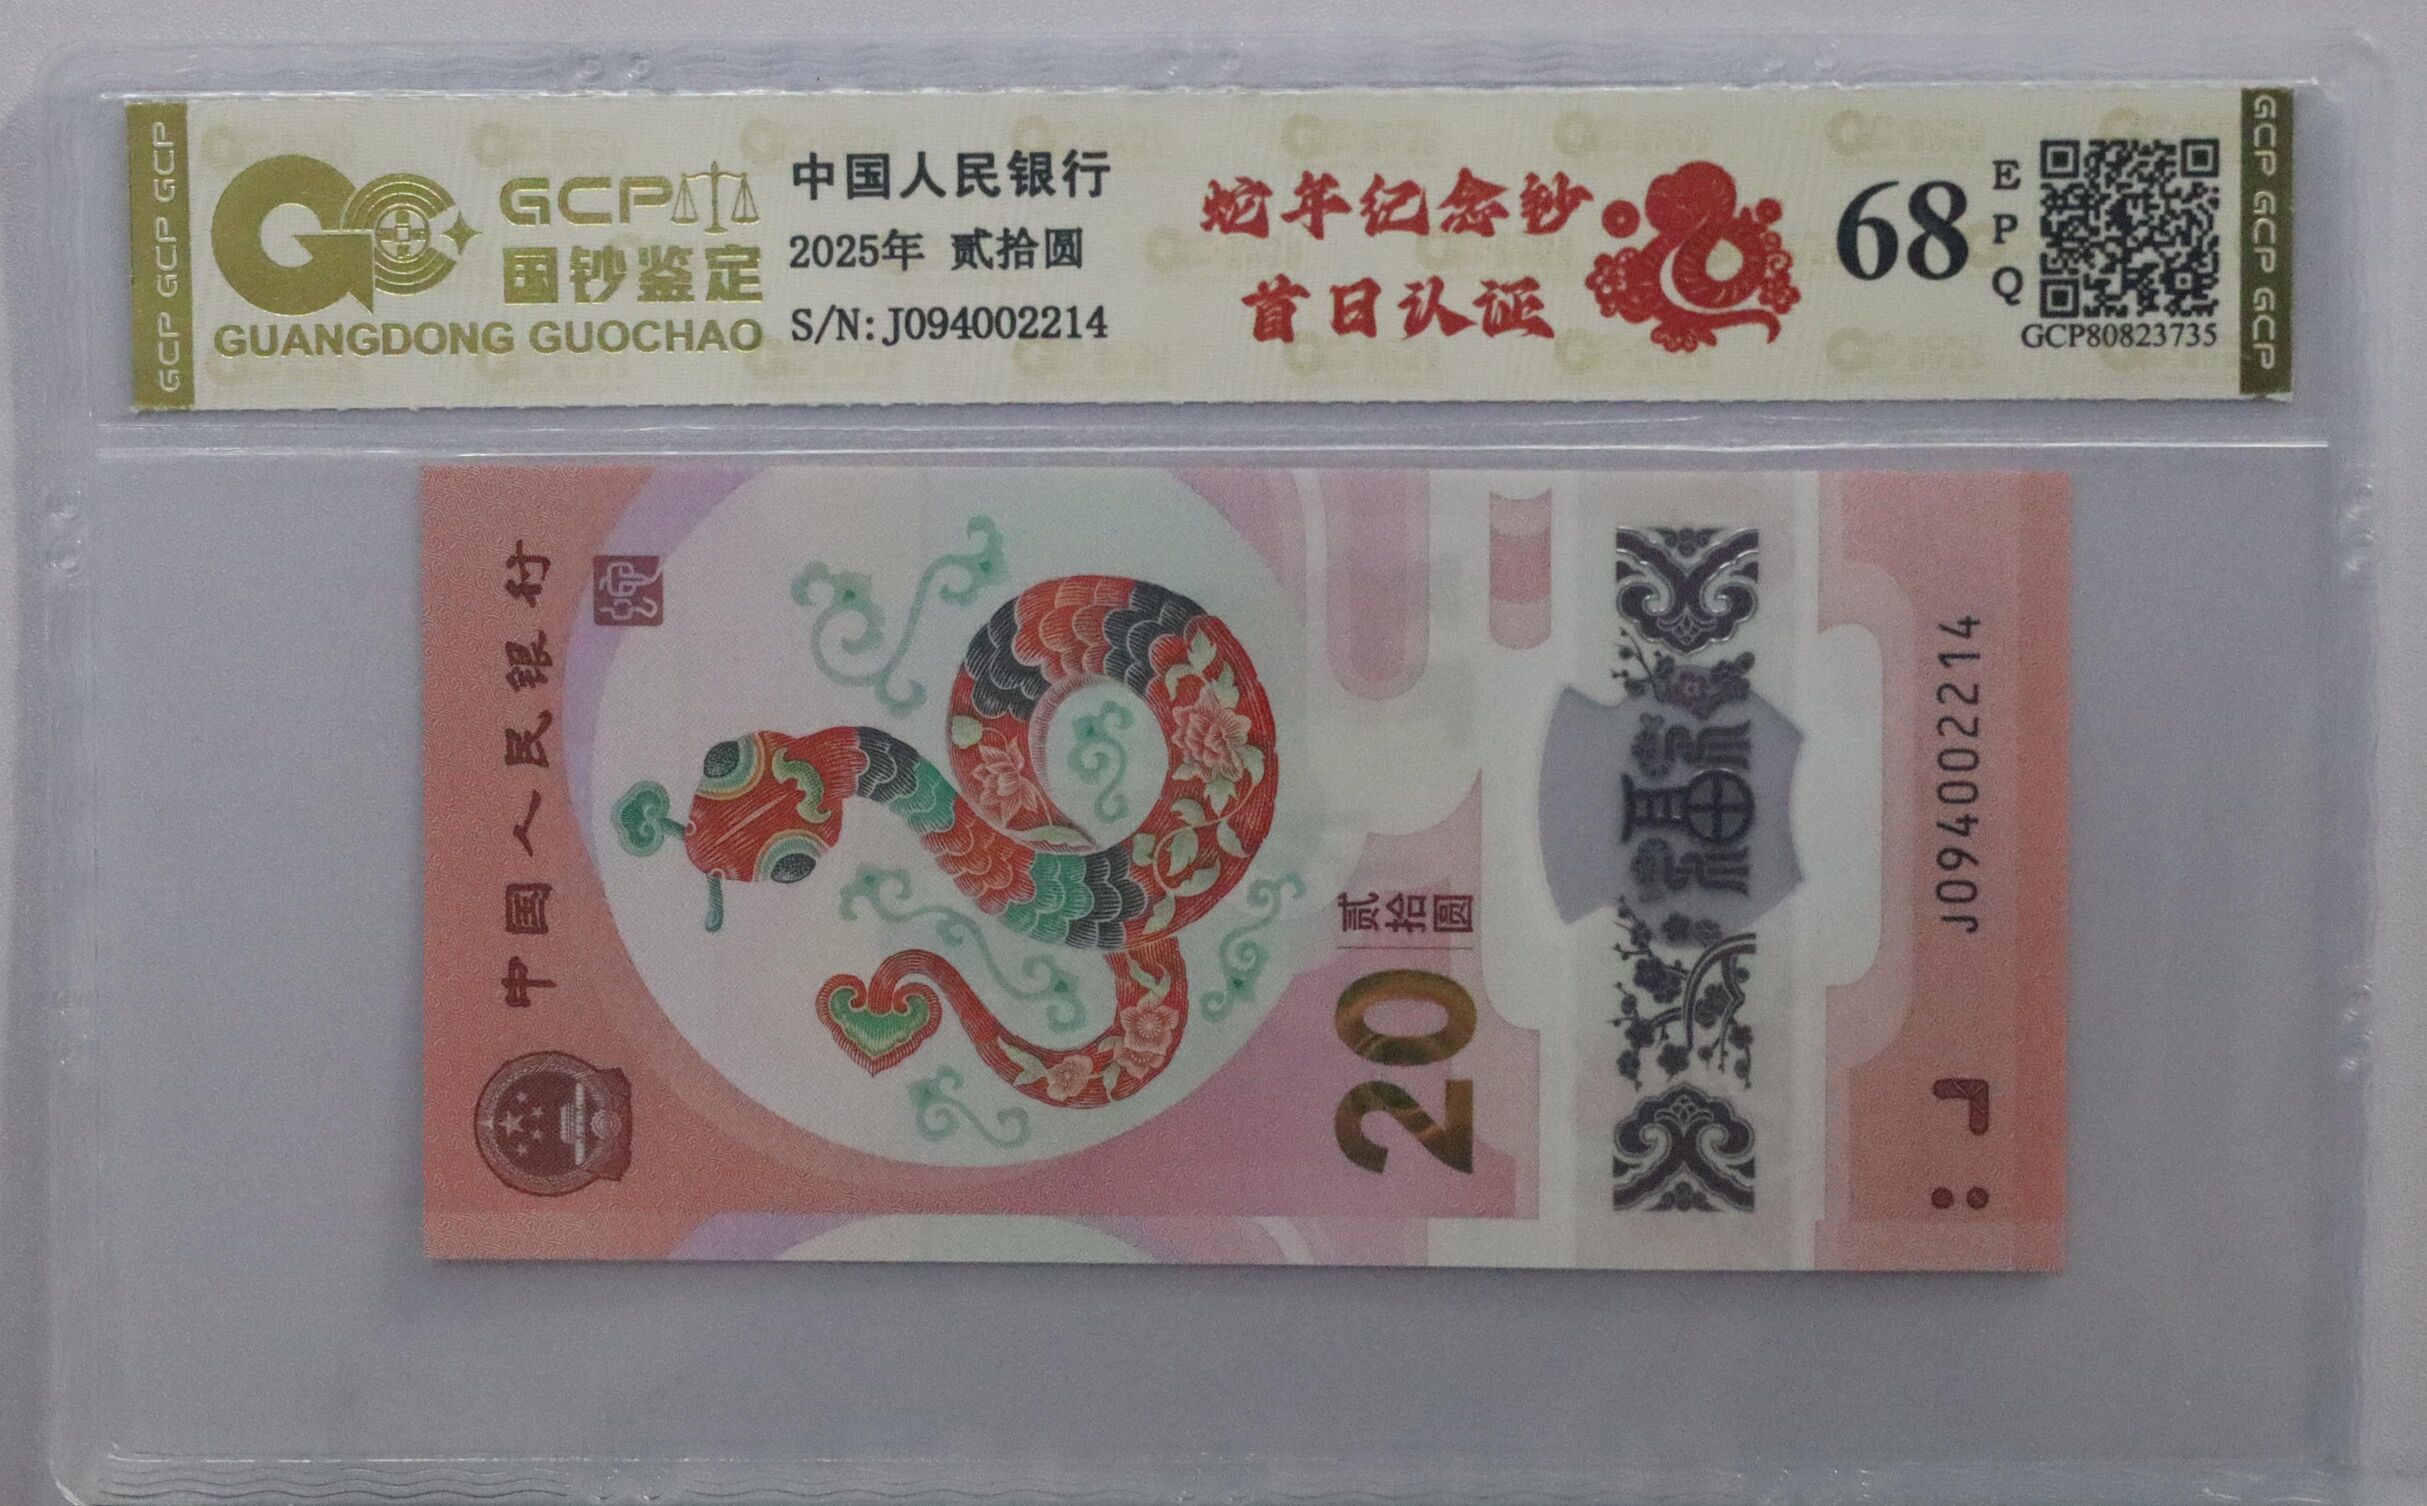 GCP GCP GCP
GCP
国钞鉴定
GUANGDONG GUOCHAO
中国人民银行
2025年 贰拾圆
S/N: J094002214
蛇年纪念钞
首日认证
68
EPQ
GCP80823735
GCP GCP GCP
中国人民银行
20
贰拾圆
福
J094002214